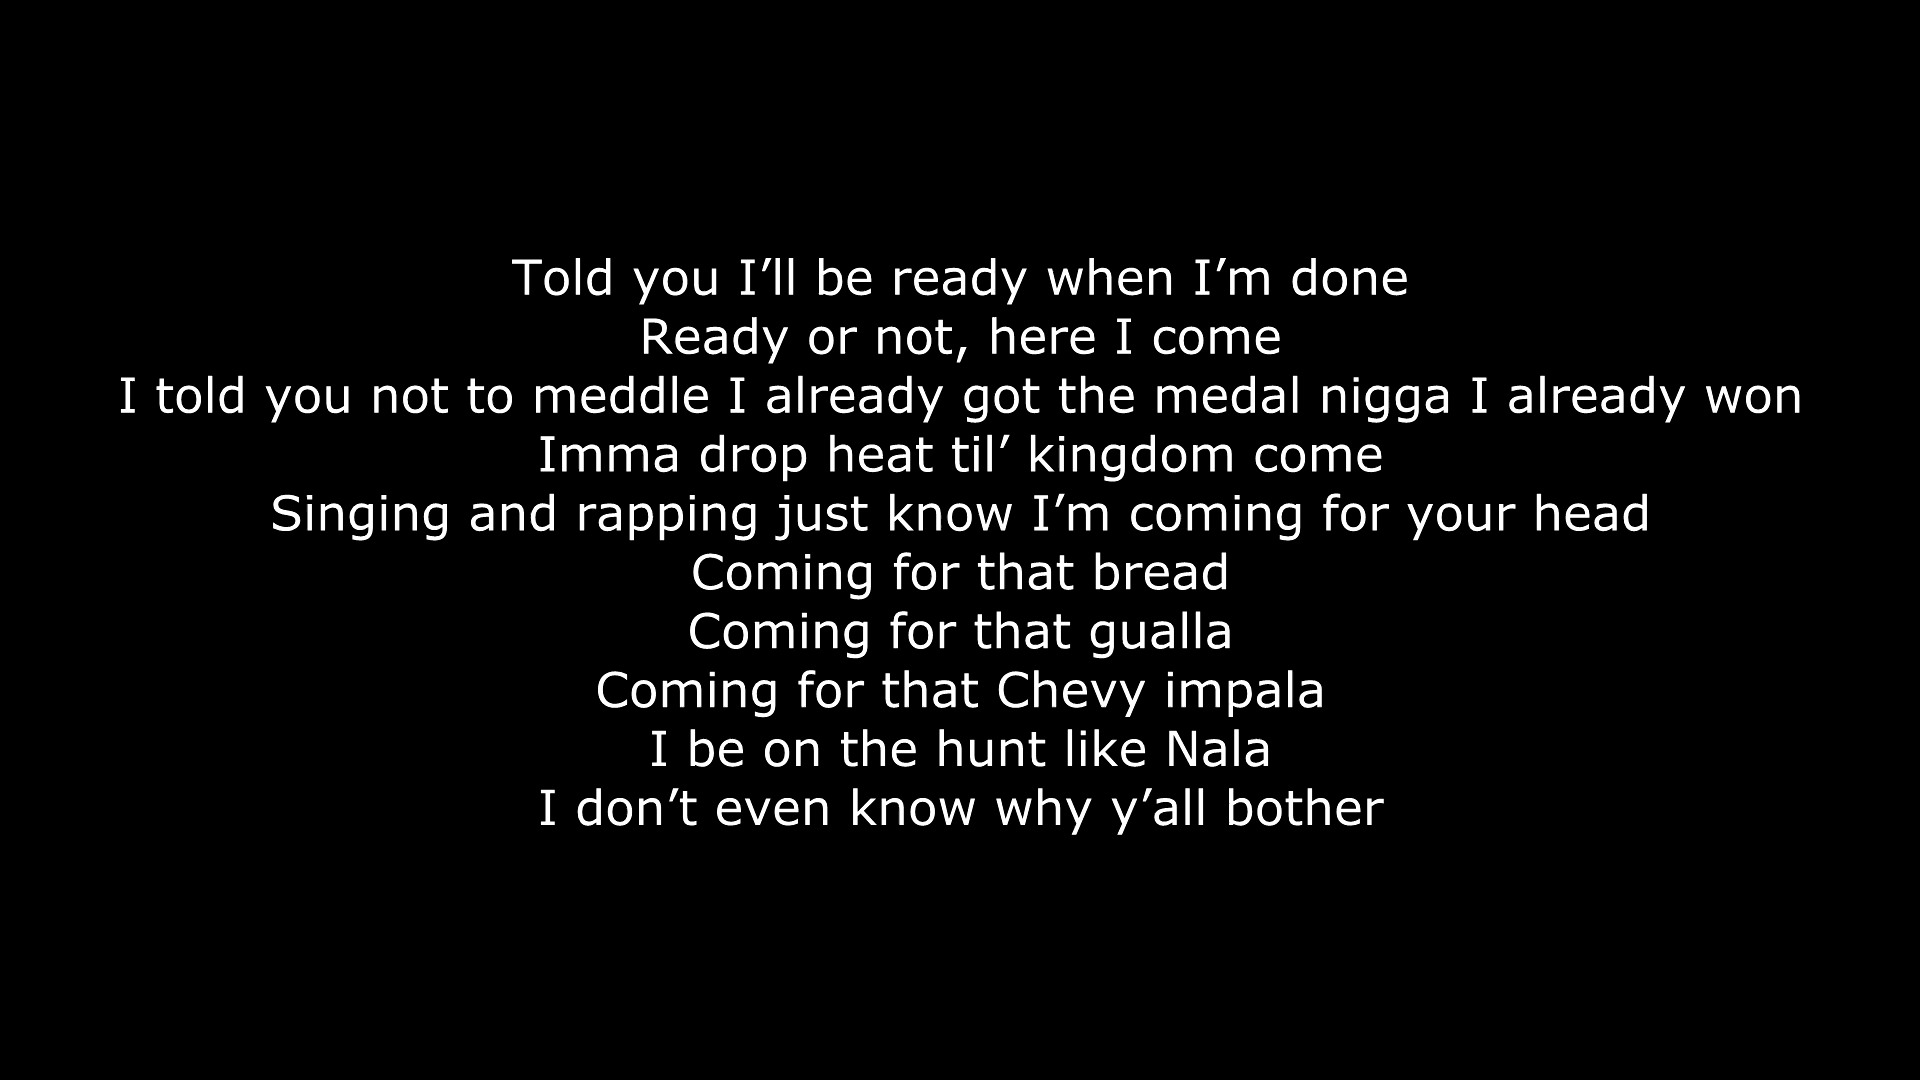 Told you I’ll be ready when I’m done
Ready or not, here I come
I told you not to meddle I already got the medal nigga I already won
Imma drop heat til’ kingdom come
Singing and rapping just know I’m coming for your head
Coming for that bread
Coming for that gualla
Coming for that Chevy impala
I be on the hunt like Nala
I don’t even know why y’all bother